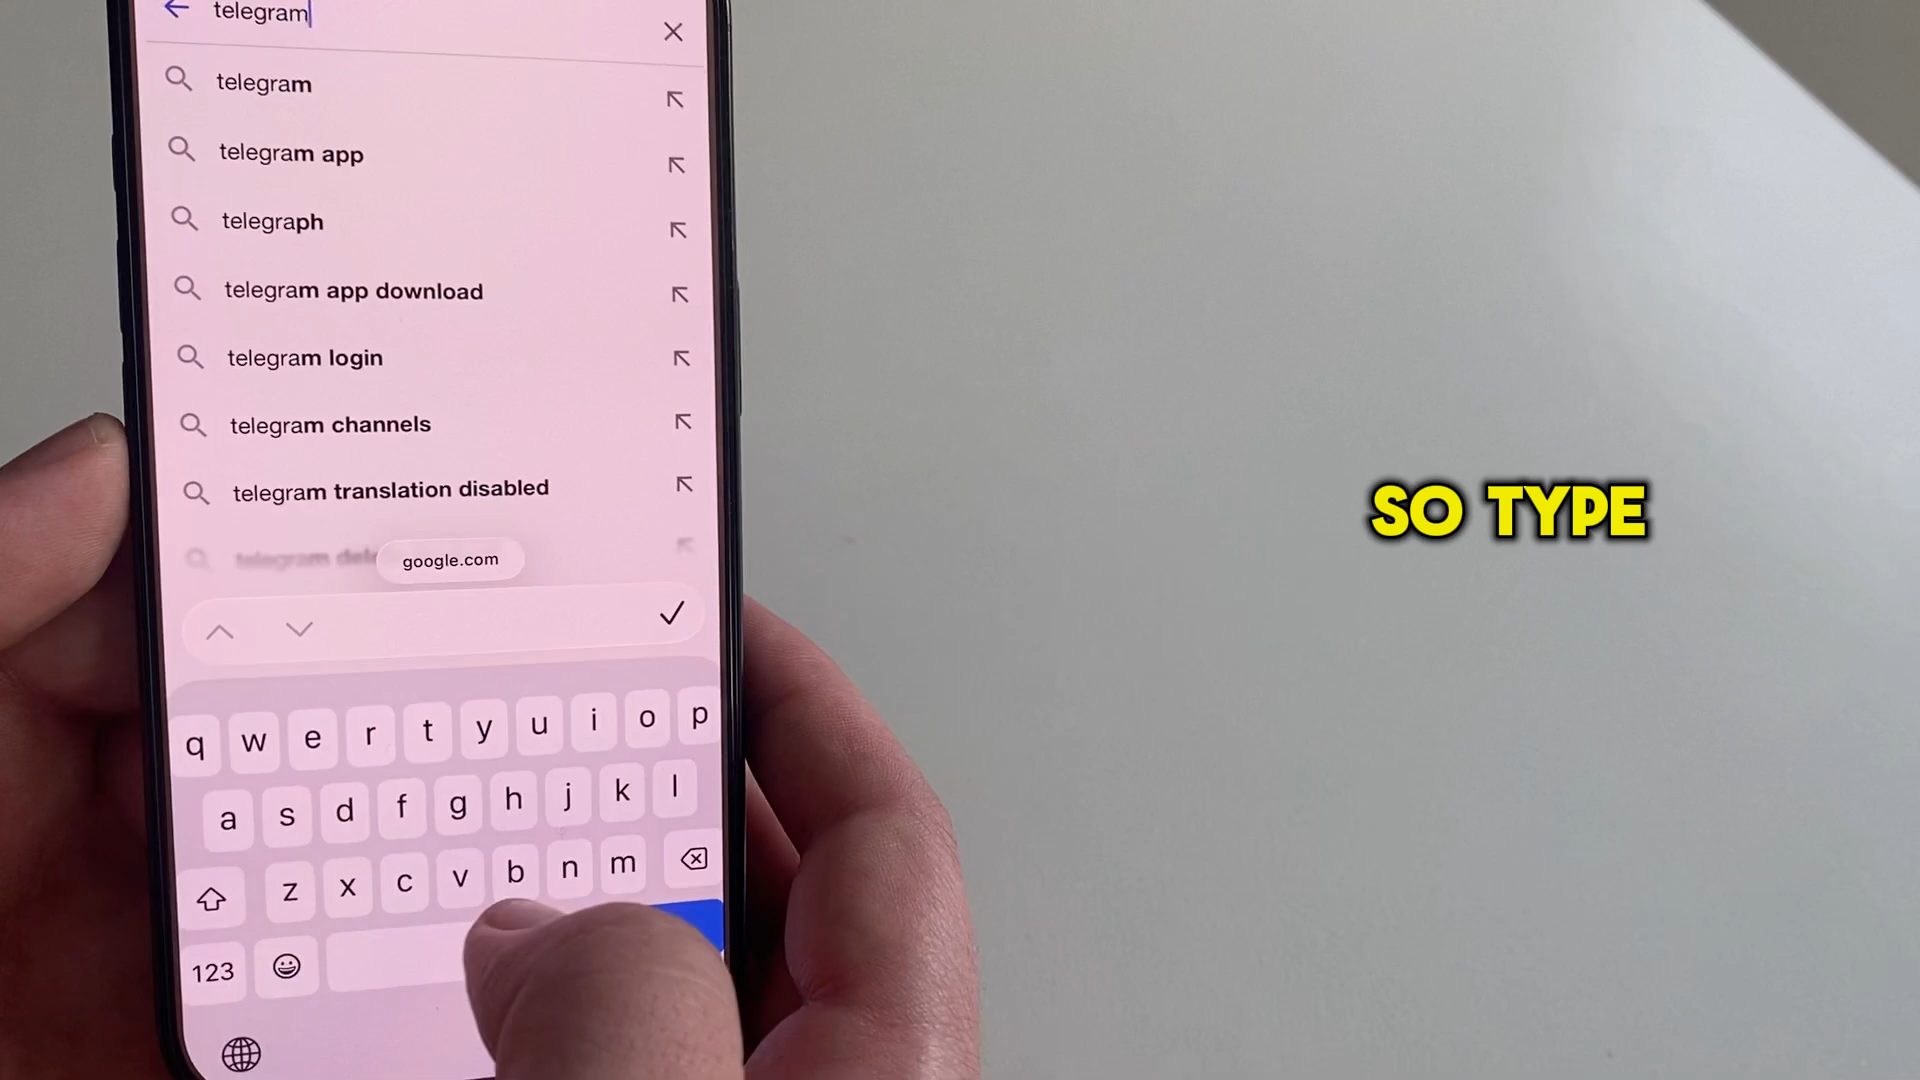 telegram
telegram
telegram app
telegraph
telegram app download
telegram login
telegram channels
telegram translation disabled
google.com
q w e r t y u i o p
a s d f g h j k l
z x c v b n m
123
SO TYPE